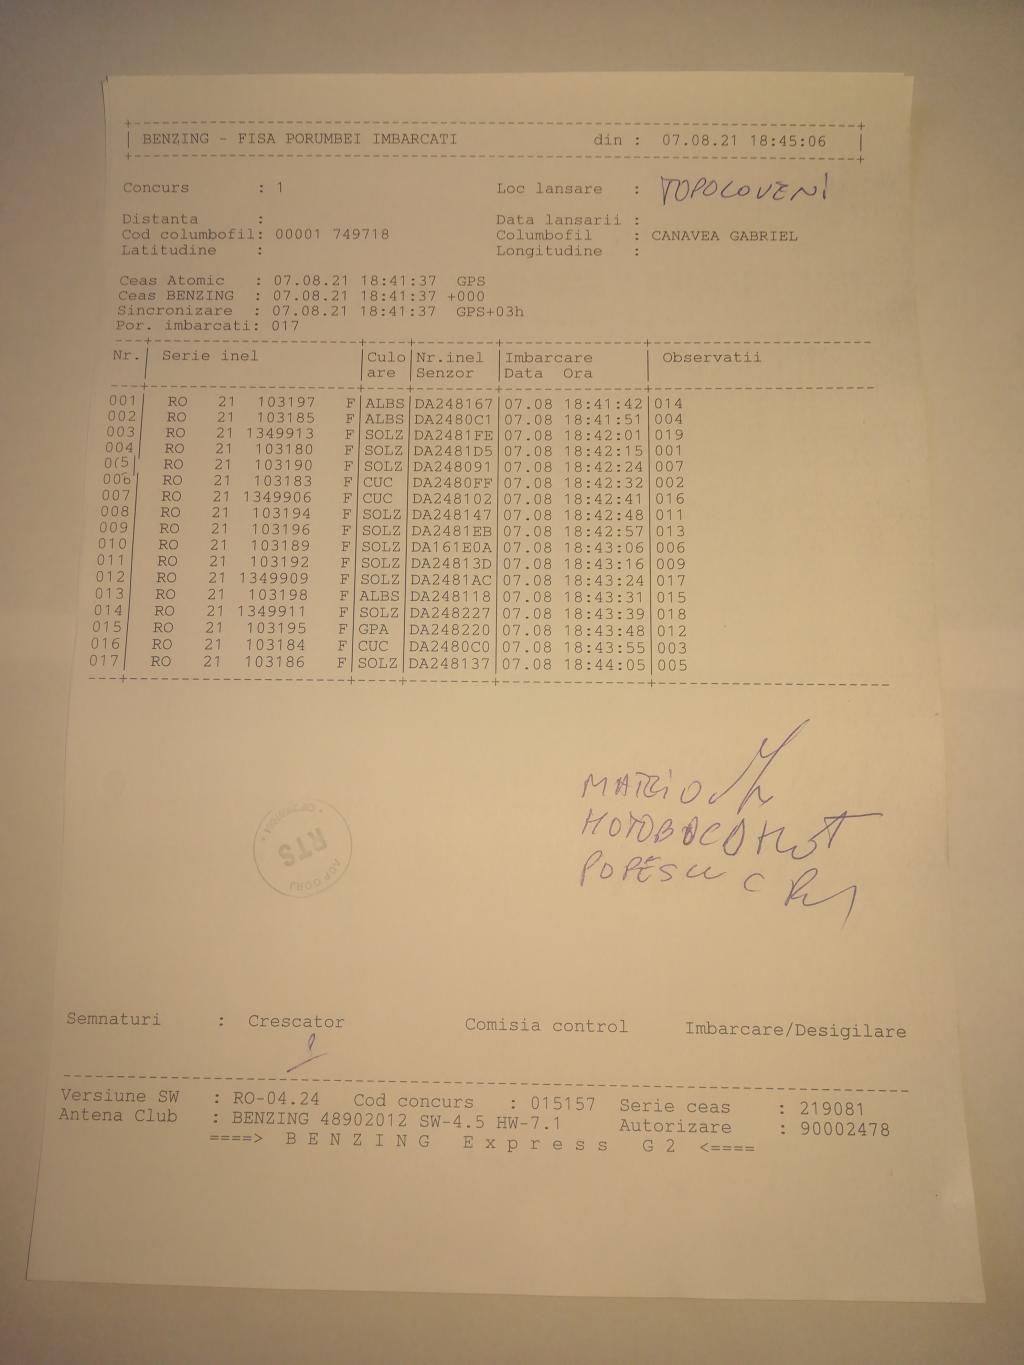 BENZING - FISA PORUMBEI IMBARCATI din : 07.08.21 18:45:06
Concurs : 1 Loc lansare : TOPOLOVENI
Distanta : Data lansarii :
Cod columbofil: 00001 749718 Columbofil : CANAVEA GABRIEL
Latitudine : Longitudine :
Ceas Atomic : 07.08.21 18:41:37 GPS
Ceas BENZING : 07.08.21 18:41:37 +000
Sincronizare : 07.08.21 18:41:37 GPS+03h
Por. imbarcati: 017
Nr. Serie inel Culo Nr.inel Imbarcare Observatii
are Senzor Data Ora
001 RO 21 103197 F ALBS DA248167 07.08 18:41:42 014
002 RO 21 103185 F ALBS DA2480C1 07.08 18:41:51 004
003 RO 21 1349913 F SOLZ DA2481FE 07.08 18:42:01 019
004 RO 21 103180 F SOLZ DA2481D5 07.08 18:42:15 001
005 RO 21 103190 F SOLZ DA248091 07.08 18:42:24 007
006 RO 21 103183 F CUC DA2480FF 07.08 18:42:32 002
007 RO 21 1349906 F CUC DA248102 07.08 18:42:41 016
008 RO 21 103194 F SOLZ DA248147 07.08 18:42:48 011
009 RO 21 103196 F SOLZ DA2481EB 07.08 18:42:57 013
010 RO 21 103189 F SOLZ DA161E0A 07.08 18:43:06 006
011 RO 21 103192 F SOLZ DA24813D 07.08 18:43:16 009
012 RO 21 1349909 F SOLZ DA2481AC 07.08 18:43:24 017
013 RO 21 103198 F ALBS DA248118 07.08 18:43:31 015
014 RO 21 1349911 F SOLZ DA248227 07.08 18:43:39 018
015 RO 21 103195 F GPA DA248220 07.08 18:43:48 012
016 RO 21 103184 F CUC DA2480C0 07.08 18:43:55 003
017 RO 21 103186 F SOLZ DA248137 07.08 18:44:05 005
RTS
ACP GORJ
POPESCU C
Semnaturi : Crescator Comisia control Imbarcare/Desigilare
Versiune SW : RO-04.24 Cod concurs : 015157 Serie ceas : 219081
Antena Club : BENZING 48902012 SW-4.5 HW-7.1 Autorizare : 90002478
====> B E N Z I N G E x p r e s s G 2 <====